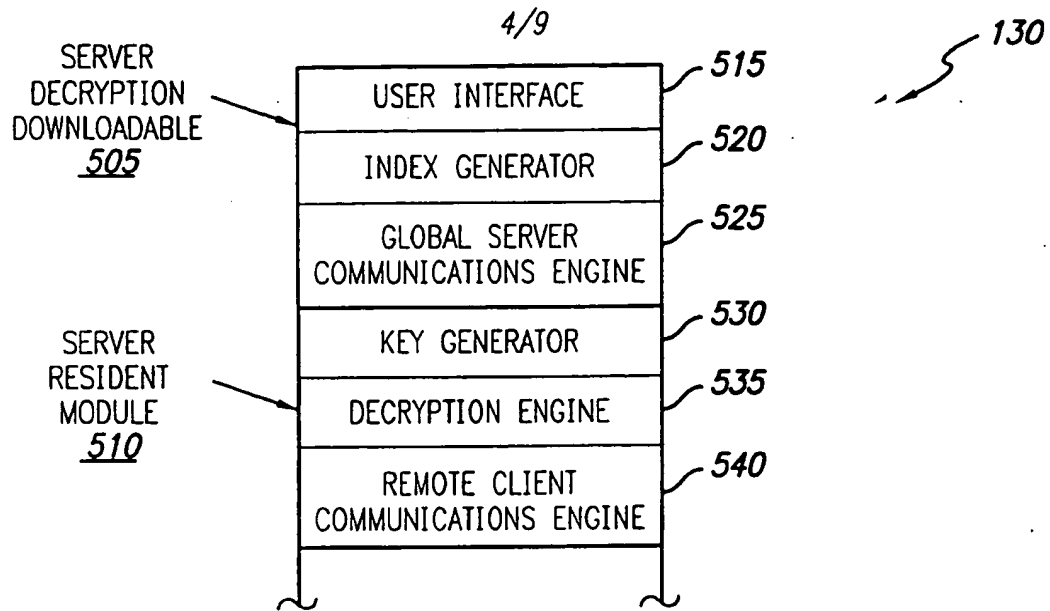 4/9
130
SERVER
DECRYPTION
DOWNLOADABLE
505
USER INTERFACE
515
INDEX GENERATOR
520
GLOBAL SERVER
COMMUNICATIONS ENGINE
525
SERVER
RESIDENT
MODULE
510
KEY GENERATOR
530
DECRYPTION ENGINE
535
REMOTE CLIENT
COMMUNICATIONS ENGINE
540